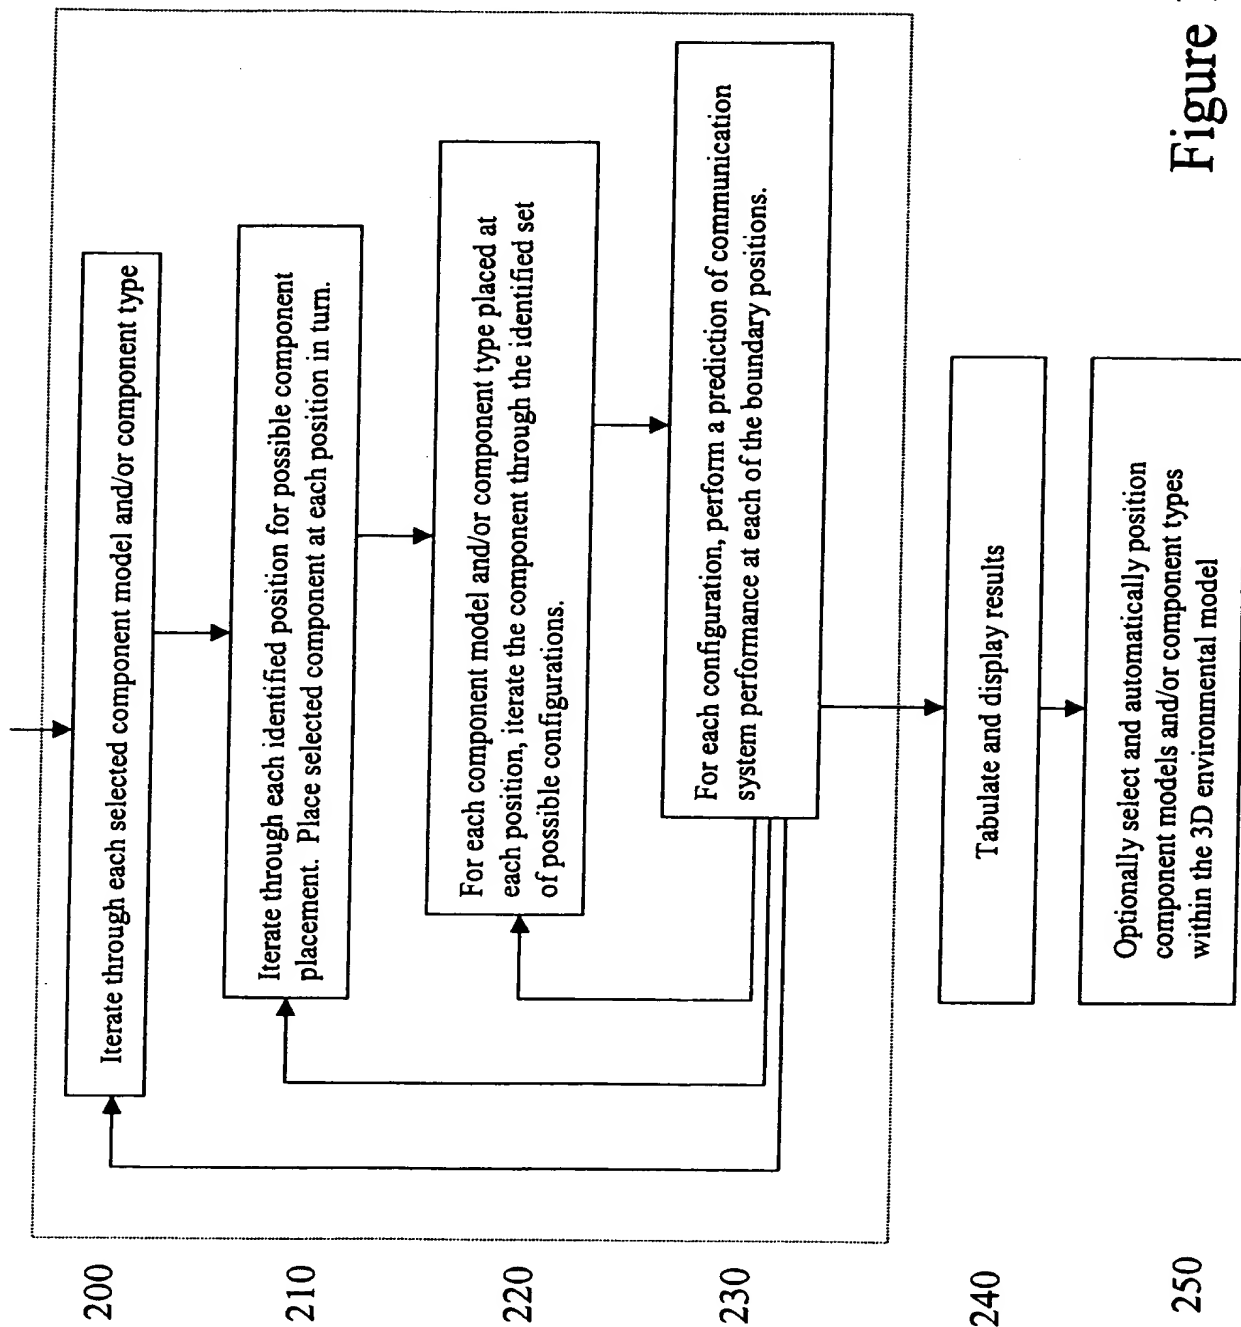 200
Iterate through each selected component model and/or component type
210
Iterate through each identified position for possible component
placement. Place selected component at each position in turn.
220
For each component model and/or component type placed at
each position, iterate the component through the identified set
of possible configurations.
230
For each configuration, perform a prediction of communication
system performance at each of the boundary positions.
240
Tabulate and display results
250
Optionally select and automatically position
component models and/or component types
within the 3D environmental model
Figure